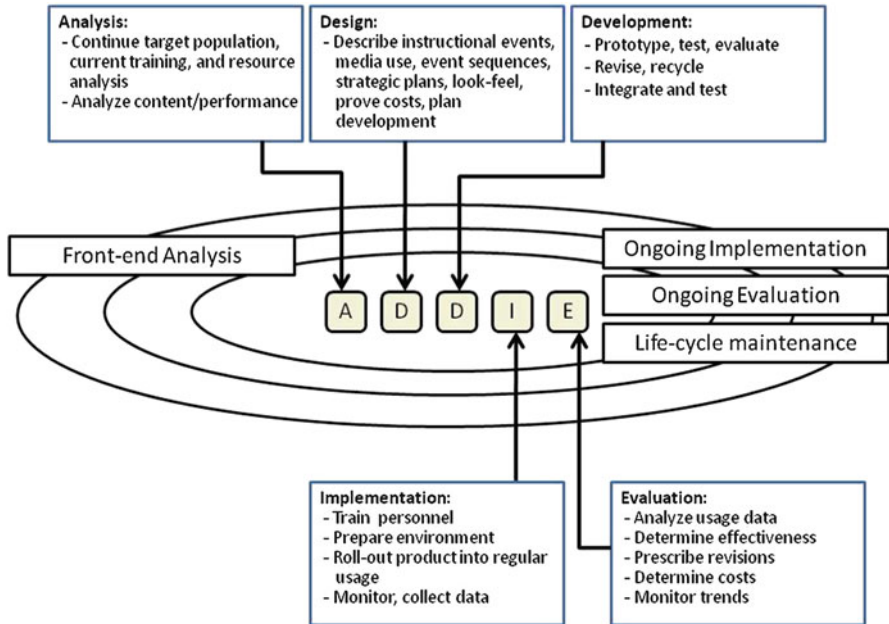 Analysis:
- Continue target population,
current training, and resource
analysis
- Analyze content/performance
Design:
- Describe instructional events,
media use, event sequences,
strategic plans, look-feel,
prove costs, plan
development
Development:
- Prototype, test, evaluate
- Revise, recycle
- Integrate and test
Front-end Analysis
Ongoing Implementation
Ongoing Evaluation
Life-cycle maintenance
A D D I E
Implementation:
- Train personnel
- Prepare environment
- Roll-out product into regular
usage
- Monitor, collect data
Evaluation:
- Analyze usage data
- Determine effectiveness
- Prescribe revisions
- Determine costs
- Monitor trends